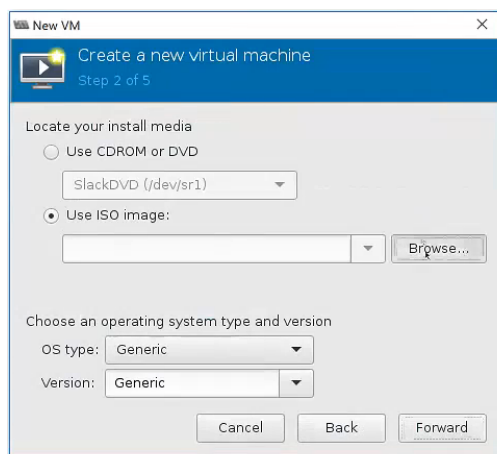 New VM
Create a new virtual machine
Step 2 of 5
Locate your install media
Use CDROM or DVD
SlackDVD (/dev/sr1)
Use ISO image:
Browse...
Choose an operating system type and version
OS type: Generic
Version: Generic
Cancel Back Forward